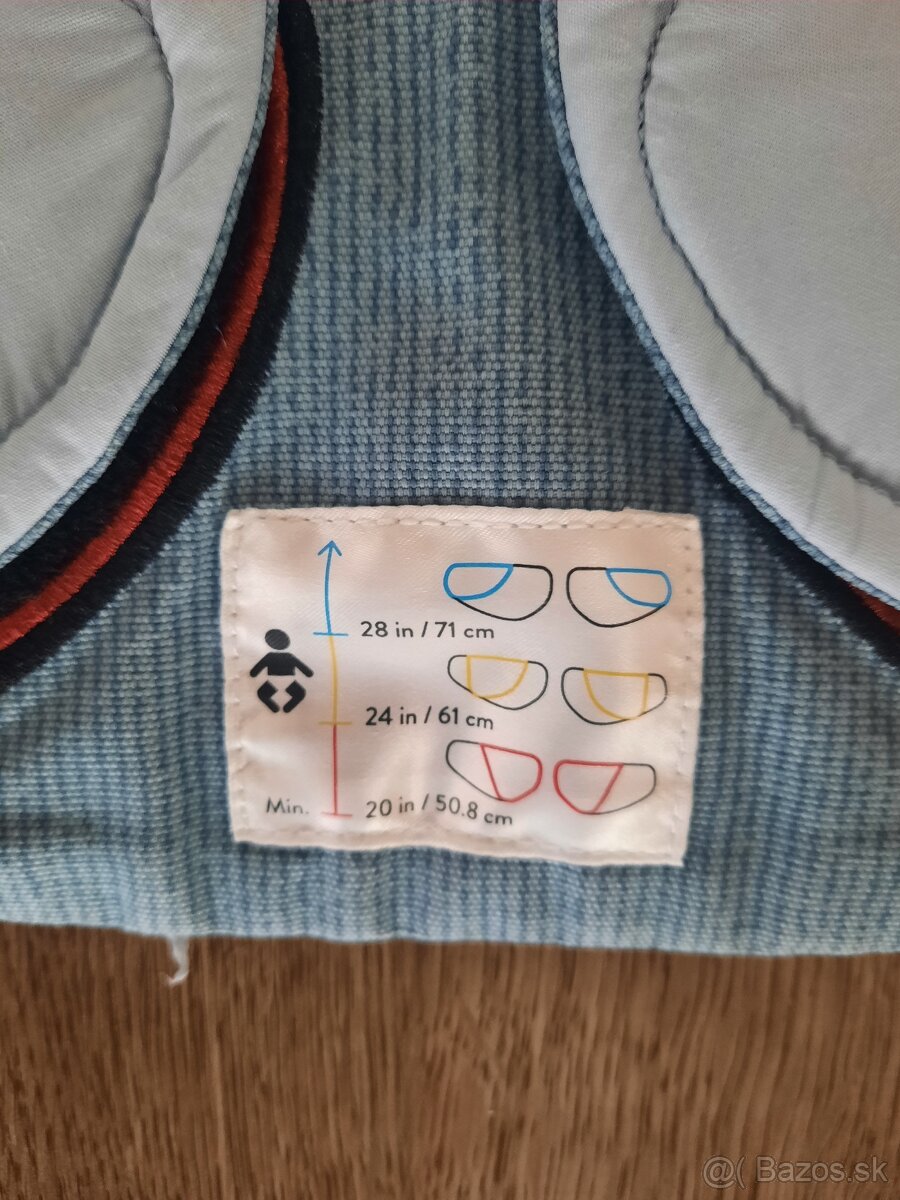 28 in / 71 cm
24 in / 61 cm
Min. 20 in / 50.8 cm
@( Bazos.sk